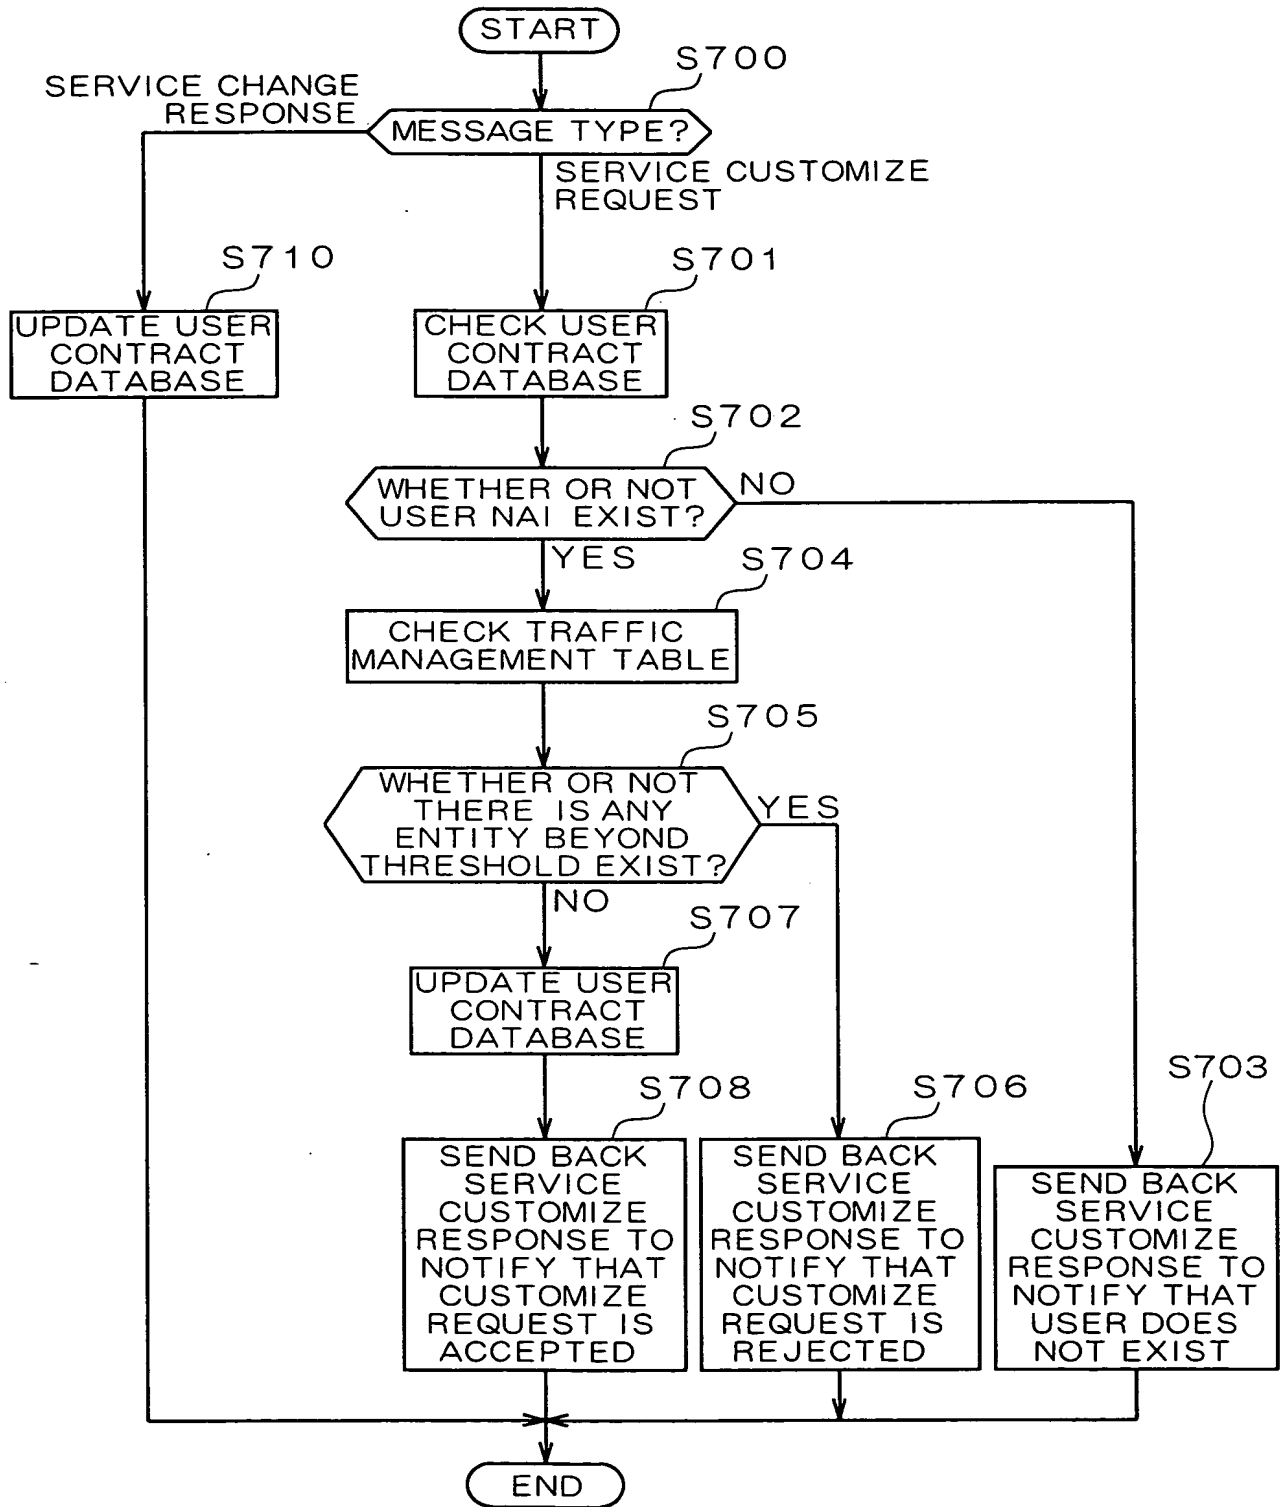 START
S700
SERVICE CHANGE
RESPONSE
MESSAGE TYPE?
SERVICE CUSTOMIZE
REQUEST
S710
S701
UPDATE USER
CONTRACT
DATABASE
CHECK USER
CONTRACT
DATABASE
S702
WHETHER OR NOT
USER NAI EXIST?
NO
YES
S704
CHECK TRAFFIC
MANAGEMENT TABLE
S705
WHETHER OR NOT
THERE IS ANY
ENTITY BEYOND
THRESHOLD EXIST?
YES
NO
S707
UPDATE USER
CONTRACT
DATABASE
S708
S706
S703
SEND BACK
SERVICE
CUSTOMIZE
RESPONSE TO
NOTIFY THAT
CUSTOMIZE
REQUEST IS
ACCEPTED
SEND BACK
SERVICE
CUSTOMIZE
RESPONSE TO
NOTIFY THAT
CUSTOMIZE
REQUEST IS
REJECTED
SEND BACK
SERVICE
CUSTOMIZE
RESPONSE TO
NOTIFY THAT
USER DOES
NOT EXIST
END